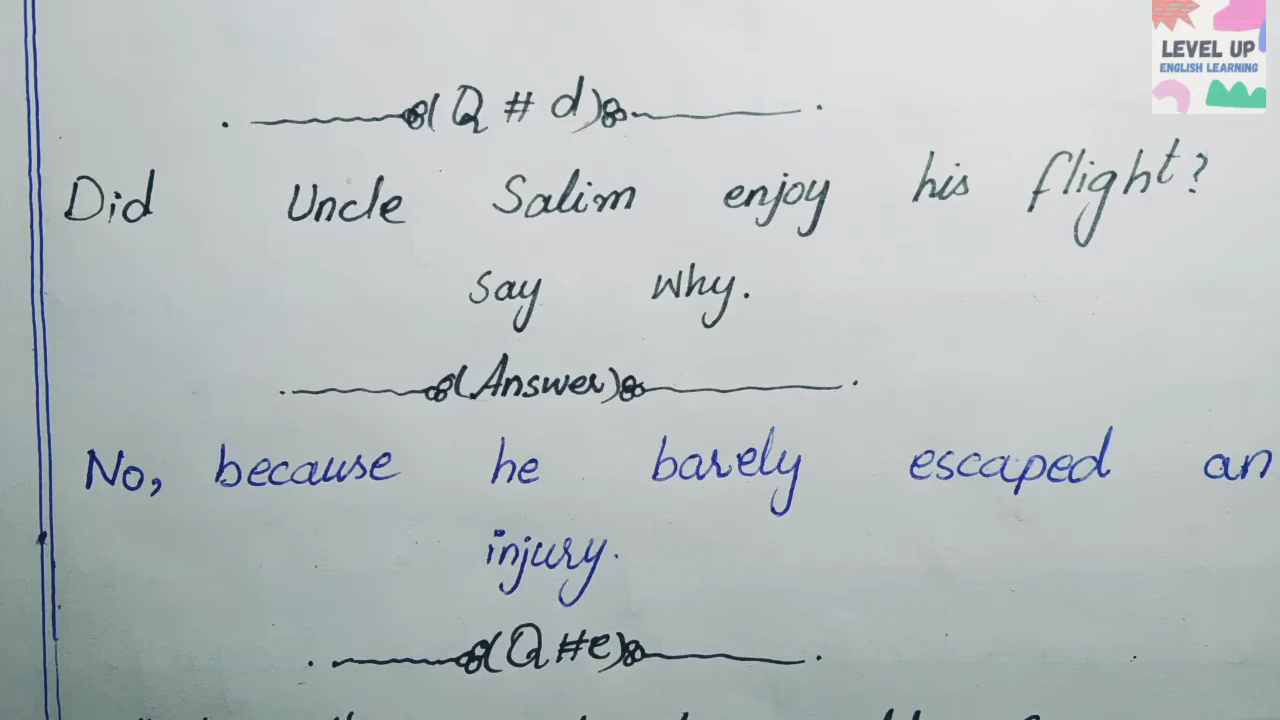 LEVEL UP
ENGLISH LEARNING
(Q # d)
Did Uncle Salim enjoy his flight?
say why.
(Answer)
No, because he barely escaped an
injury.
(Q #e)